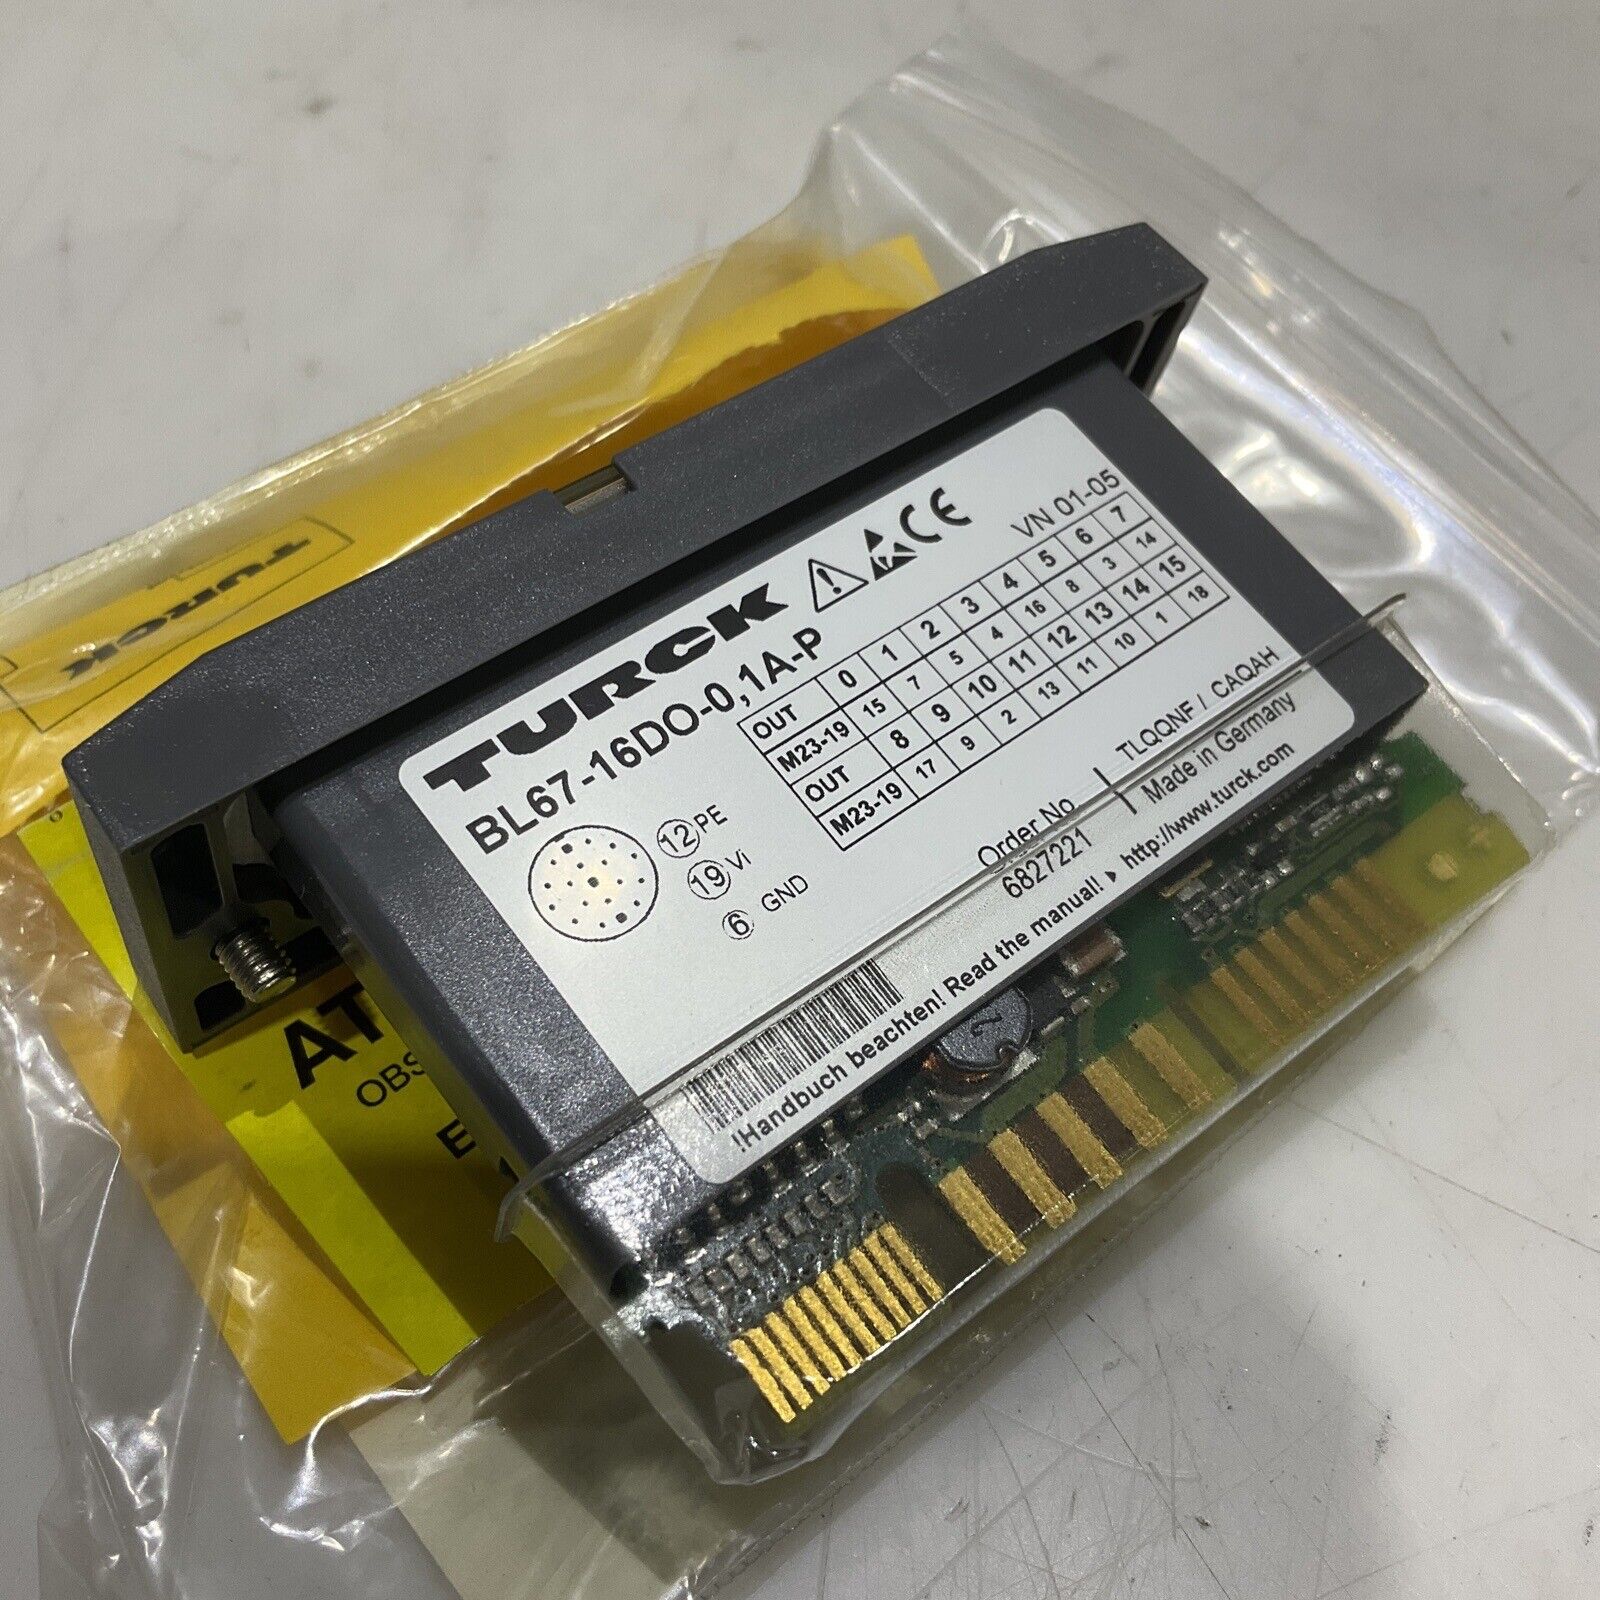 TURCK
BL67-16DO-0,1A-P
VN 01-05
OUT 0 1 2 3 4 5 6 7
M23-19 15 7 5 4 16 8 3 14
OUT 8 9 10 11 12 13 14 15
M23-19 17 9 2 13 11 10 1 18
12 PE
19 Vi
6 GND
Order No.
6827221
TLQQNF / CAQAH
Made in Germany
!Handbuch beachten! Read the manual! ▸ http://www.turck.com
TURCK
2
AT
OBS
E